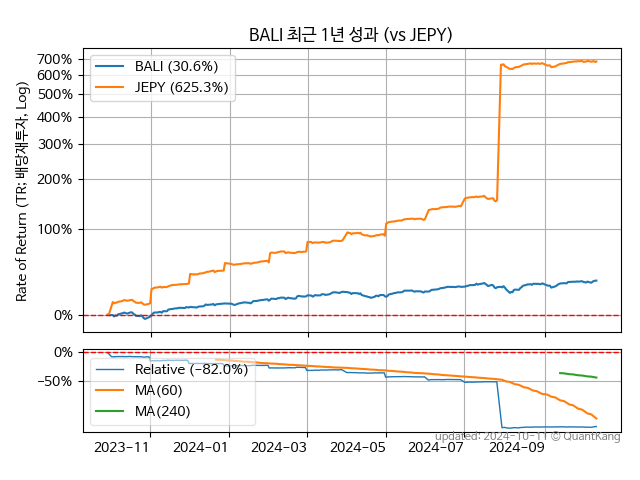 BALI 최근 1년 성과 (vs JEPY)
Rate of Return (TR; 배당재투자, Log)
700%
600%
500%
400%
300%
200%
100%
0%
BALI (30.6%)
JEPY (625.3%)
0%
−50%
Relative (−82.0%)
MA(60)
MA(240)
2023−11
2024−01
2024−03
2024−05
2024−07
2024−09
updated: 2024−10−11 © QuantKang